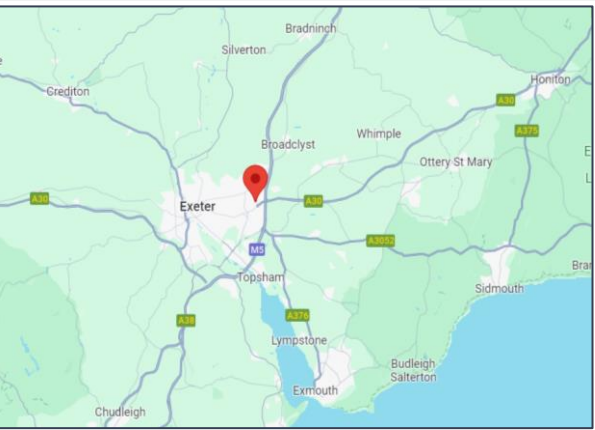 Bradninch
Silverton
Honiton
Crediton
A30
A375
Broadclyst
Whimple
Ottery St Mary
A30
A30
Exeter
A3052
M5
Topsham
Bra
Sidmouth
A376
A38
Lympstone
Budleigh
Salterton
Exmouth
Chudleigh